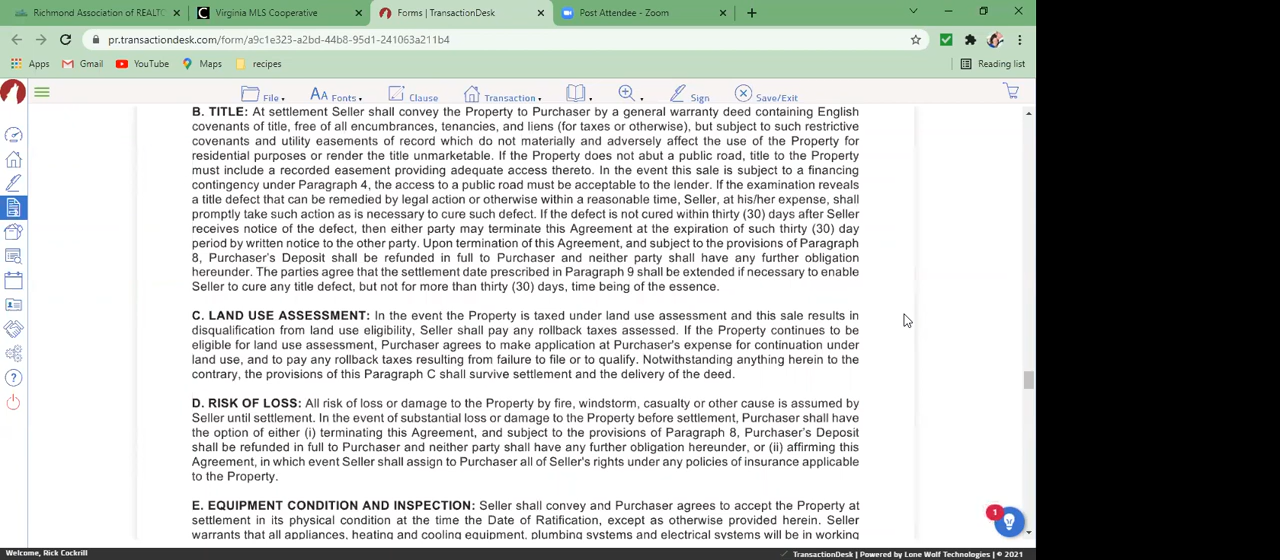 Richmond Association of REALTO
Virginia MLS Cooperative
Forms | TransactionDesk
Post Attendee - Zoom
pr.transactiondesk.com/form/a9c1e323-a2bd-44b8-95d1-241063a211b4
Apps Gmail YouTube Maps recipes Reading list
File Fonts Clause Transaction Sign Save/Exit
B. TITLE: At settlement Seller shall convey the Property to Purchaser by a general warranty deed containing English
covenants of title, free of all encumbrances, tenancies, and liens (for taxes or otherwise), but subject to such restrictive
covenants and utility easements of record which do not materially and adversely affect the use of the Property for
residential purposes or render the title unmarketable. If the Property does not abut a public road, title to the Property
must include a recorded easement providing adequate access thereto. In the event this sale is subject to a financing
contingency under Paragraph 4, the access to a public road must be acceptable to the lender. If the examination reveals
a title defect that can be remedied by legal action or otherwise within a reasonable time, Seller, at his/her expense, shall
promptly take such action as is necessary to cure such defect. If the defect is not cured within thirty (30) days after Seller
receives notice of the defect, then either party may terminate this Agreement at the expiration of such thirty (30) day
period by written notice to the other party. Upon termination of this Agreement, and subject to the provisions of Paragraph
8, Purchaser's Deposit shall be refunded in full to Purchaser and neither party shall have any further obligation
hereunder. The parties agree that the settlement date prescribed in Paragraph 9 shall be extended if necessary to enable
Seller to cure any title defect, but not for more than thirty (30) days, time being of the essence.
C. LAND USE ASSESSMENT: In the event the Property is taxed under land use assessment and this sale results in
disqualification from land use eligibility, Seller shall pay any rollback taxes assessed. If the Property continues to be
eligible for land use assessment, Purchaser agrees to make application at Purchaser's expense for continuation under
land use, and to pay any rollback taxes resulting from failure to file or to qualify. Notwithstanding anything herein to the
contrary, the provisions of this Paragraph C shall survive settlement and the delivery of the deed.
D. RISK OF LOSS: All risk of loss or damage to the Property by fire, windstorm, casualty or other cause is assumed by
Seller until settlement. In the event of substantial loss or damage to the Property before settlement, Purchaser shall have
the option of either (i) terminating this Agreement, and subject to the provisions of Paragraph 8, Purchaser's Deposit
shall be refunded in full to Purchaser and neither party shall have any further obligation hereunder, or (ii) affirming this
Agreement, in which event Seller shall assign to Purchaser all of Seller's rights under any policies of insurance applicable
to the Property.
E. EQUIPMENT CONDITION AND INSPECTION: Seller shall convey and Purchaser agrees to accept the Property at
settlement in its physical condition at the time the Date of Ratification, except as otherwise provided herein. Seller
warrants that all appliances, heating and cooling equipment, plumbing systems and electrical systems will be in working
1
Welcome, Rick Cockrill
TransactionDesk | Powered by Lone Wolf Technologies | © 2021